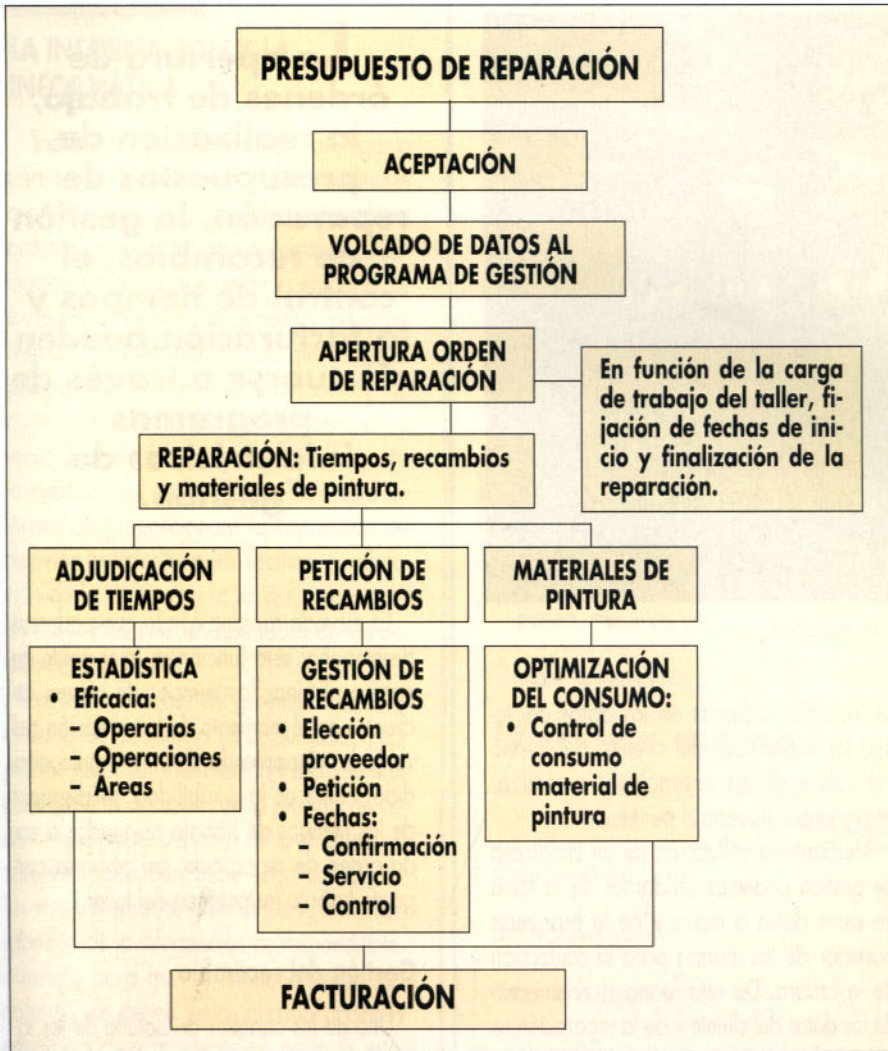 PRESUPUESTO DE REPARACIÓN
ACEPTACIÓN
VOLCADO DE DATOS AL
PROGRAMA DE GESTIÓN
APERTURA ORDEN
DE REPARACIÓN
En función de la carga
de trabajo del taller, fi-
jación de fechas de ini-
cio y finalización de la
reparación.
REPARACIÓN: Tiempos, recambios
y materiales de pintura.
ADJUDICACIÓN
DE TIEMPOS
PETICIÓN DE
RECAMBIOS
MATERIALES DE
PINTURA
ESTADÍSTICA
• Eficacia:
– Operarios
– Operaciones
– Áreas
GESTIÓN DE
RECAMBIOS
• Elección
proveedor
• Petición
• Fechas:
– Confirmación
– Servicio
– Control
OPTIMIZACIÓN
DEL CONSUMO:
• Control de
consumo
material de
pintura
FACTURACIÓN